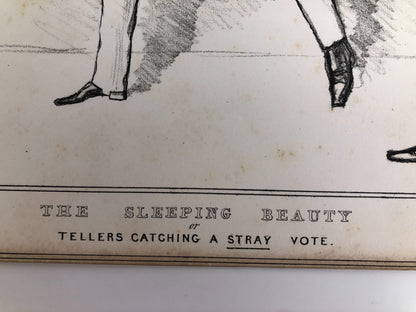 THE SLEEPING BEAUTY
or
TELLERS CATCHING A STRAY VOTE.